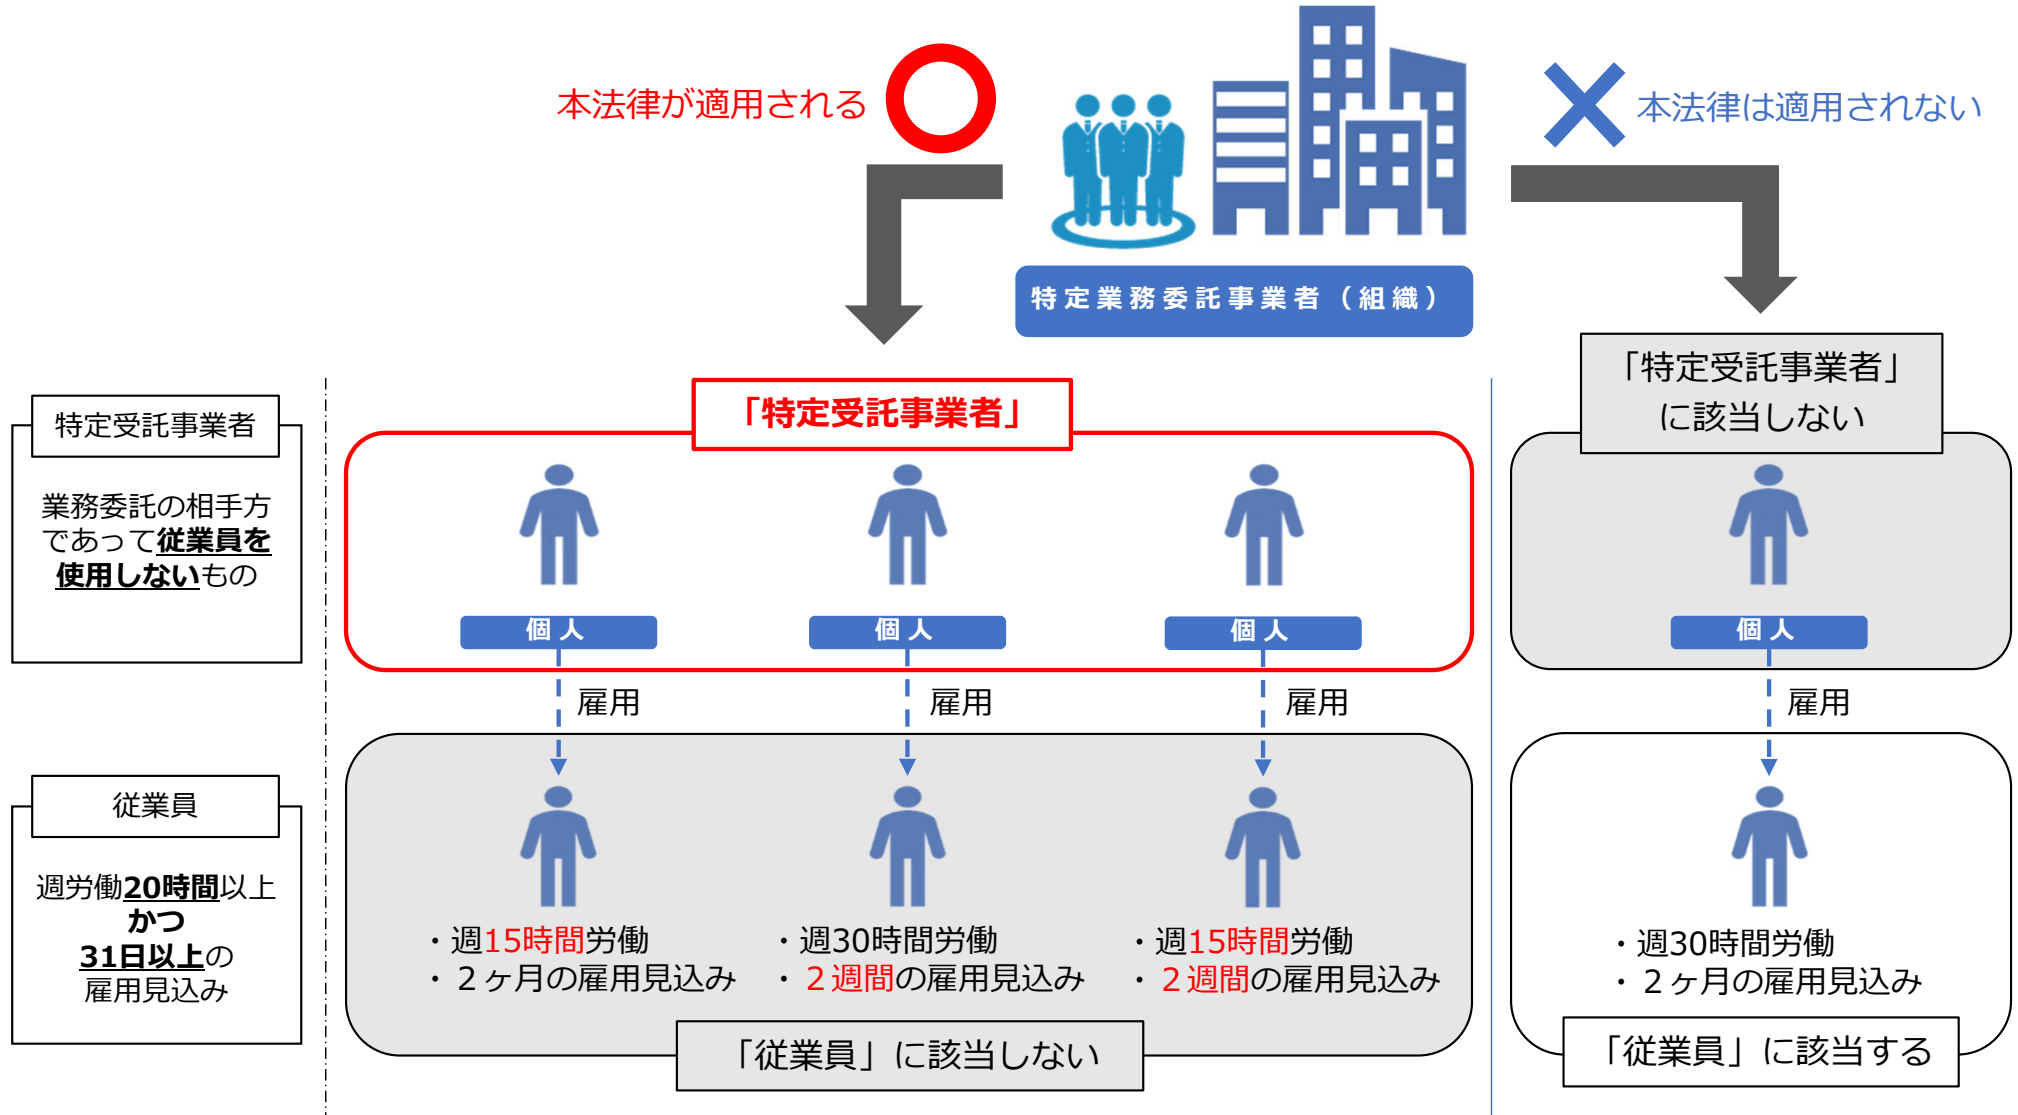 本法律が適用される
本法律は適用されない
特定業務委託事業者（組織）
特定受託事業者
業務委託の相手方
であって従業員を
使用しないもの
「特定受託事業者」
「特定受託事業者」
に該当しない
個人
個人
個人
個人
雇用
雇用
雇用
雇用
従業員
週労働20時間以上
かつ
31日以上の
雇用見込み
・週15時間労働
・２ヶ月の雇用見込み
・週30時間労働
・２週間の雇用見込み
・週15時間労働
・２週間の雇用見込み
・週30時間労働
・２ヶ月の雇用見込み
「従業員」に該当しない
「従業員」に該当する